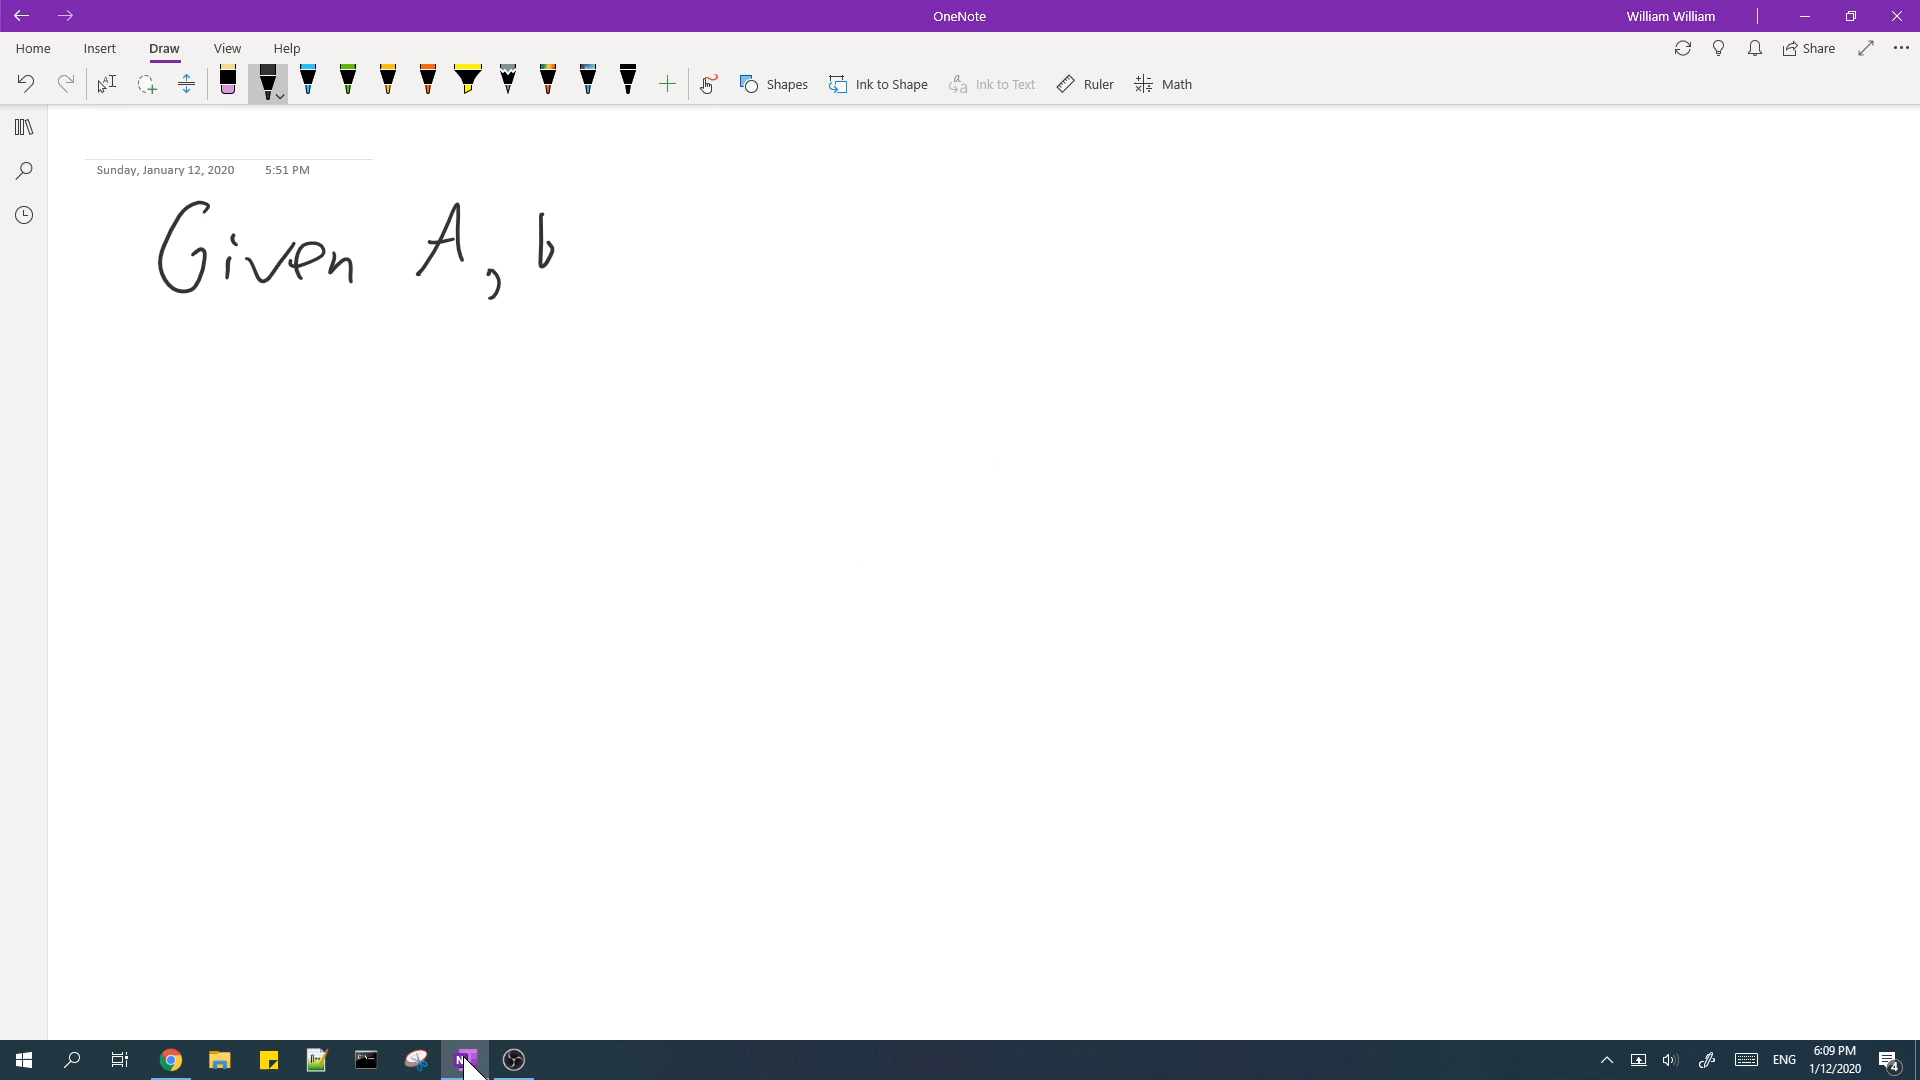 OneNote
William William
Home Insert Draw View Help
Share
Shapes Ink to Shape Ink to Text Ruler Math
Sunday, January 12, 2020 5:51 PM
Given A, b
ENG
6:09 PM
1/12/2020
4